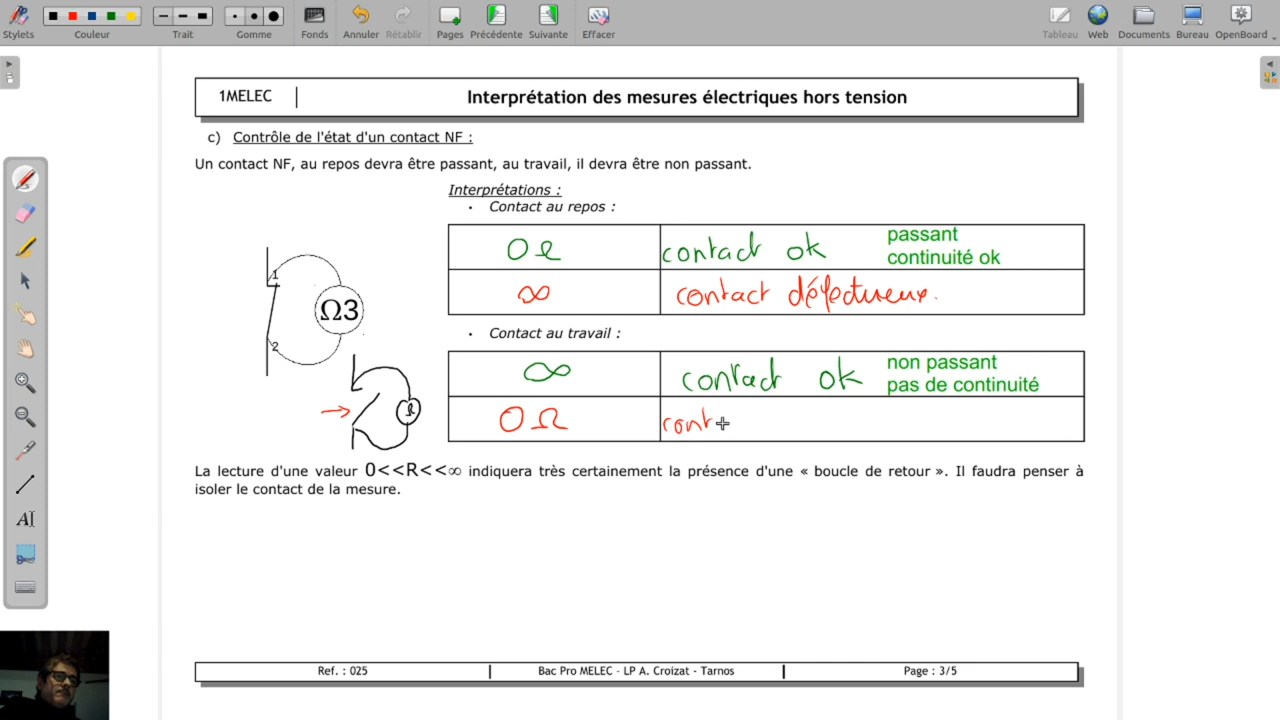 Stylets Couleur Trait Gomme Fonds Annuler Rétablir Pages Précédente Suivante Effacer Tableau Web Documents Bureau OpenBoard
1MELEC Interprétation des mesures électriques hors tension
c) Contrôle de l'état d'un contact NF :
Un contact NF, au repos devra être passant, au travail, il devra être non passant.
Interprétations :
• Contact au repos :
0 Ω contact ok passant
continuité ok
∞ contact défectueux.
1
Ω3
2
• Contact au travail :
∞ contact ok non passant
pas de continuité
Ω
0 Ω cont
La lecture d'une valeur 0<<R<<∞ indiquera très certainement la présence d'une « boucle de retour ». Il faudra penser à
isoler le contact de la mesure.
AI
Ref. : 025 Bac Pro MELEC - LP A. Croizat - Tarnos Page : 3/5